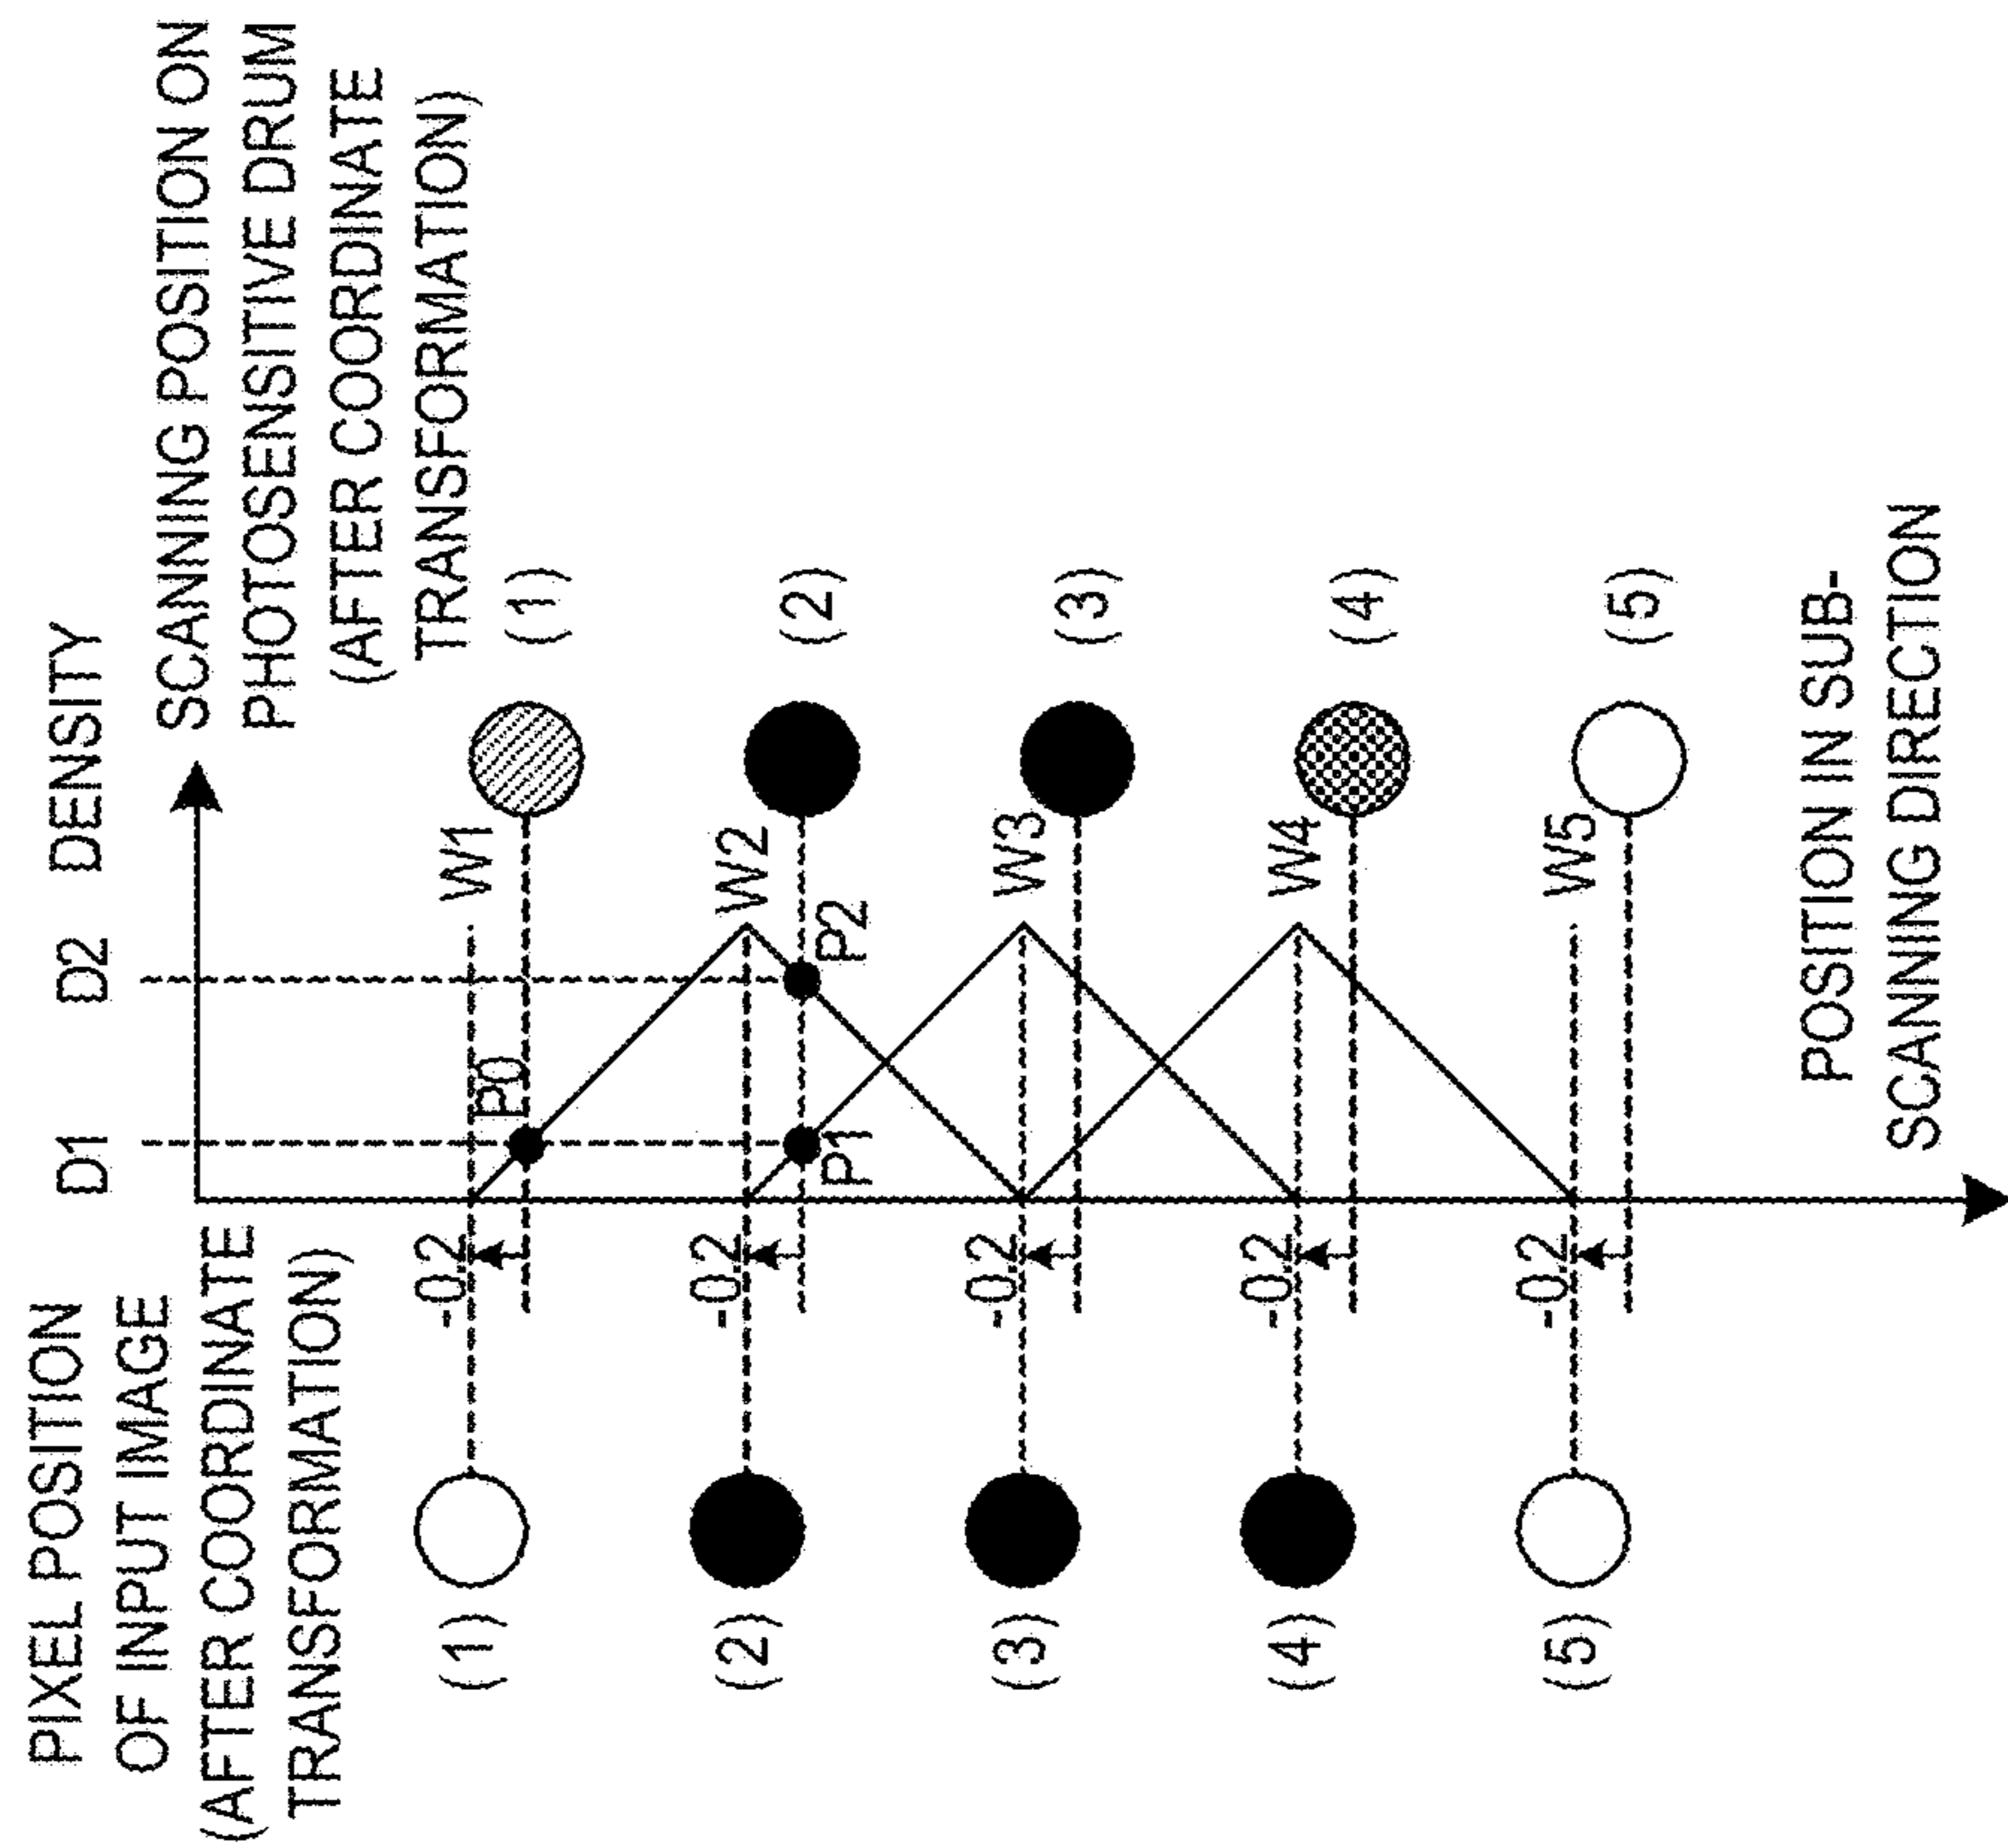 PIXEL POSITION
OF INPUT IMAGE
(AFTER COORDINATE
TRANSFORMATION)
D1
D2
DENSITY
SCANNING POSITION ON
PHOTOSENSITIVE DRUM
(AFTER COORDINATE
TRANSFORMATION)
(1)
-0.2
P0
W1
(1)
(2)
-0.2
P1
P2
W2
(2)
(3)
-0.2
W3
(3)
(4)
-0.2
W4
(4)
(5)
-0.2
W5
(5)
POSITION IN SUB-
SCANNING DIRECTION